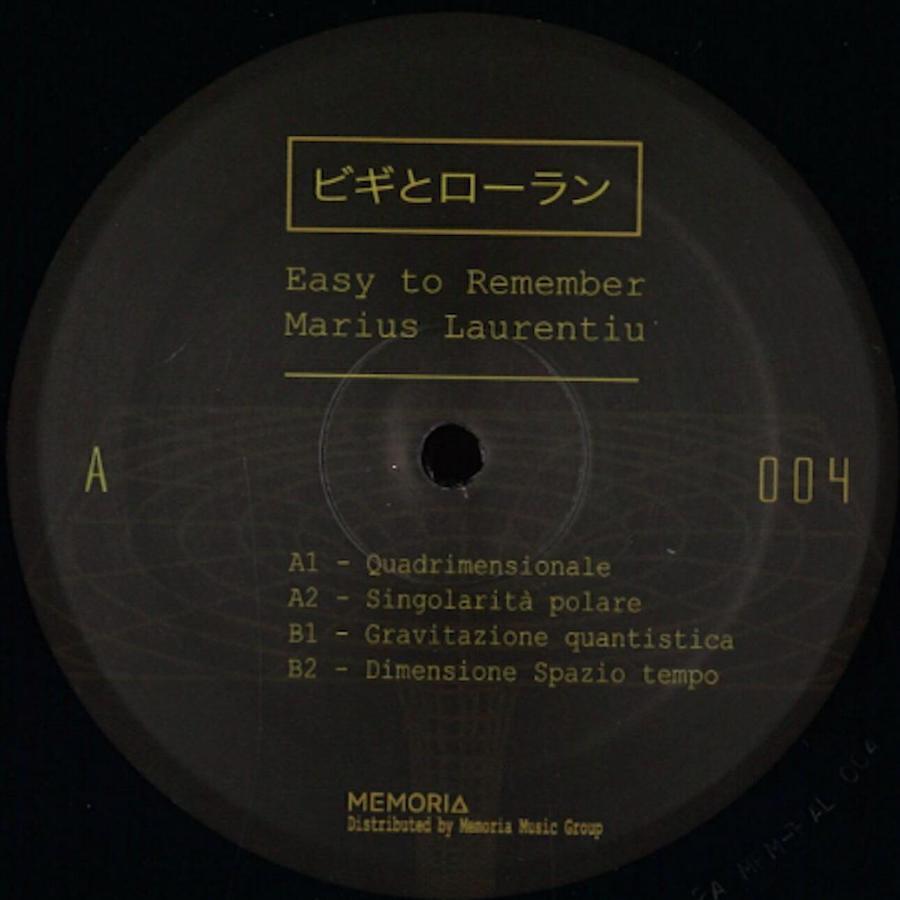 ビギとローラン
Easy to Remember
Marius Laurentiu
A
004
A1 - Quadrimensionale
A2 - Singolarità polare
B1 - Gravitazione quantistica
B2 - Dimensione Spazio tempo
MEMORIA
Distributed by Memoria Music Group